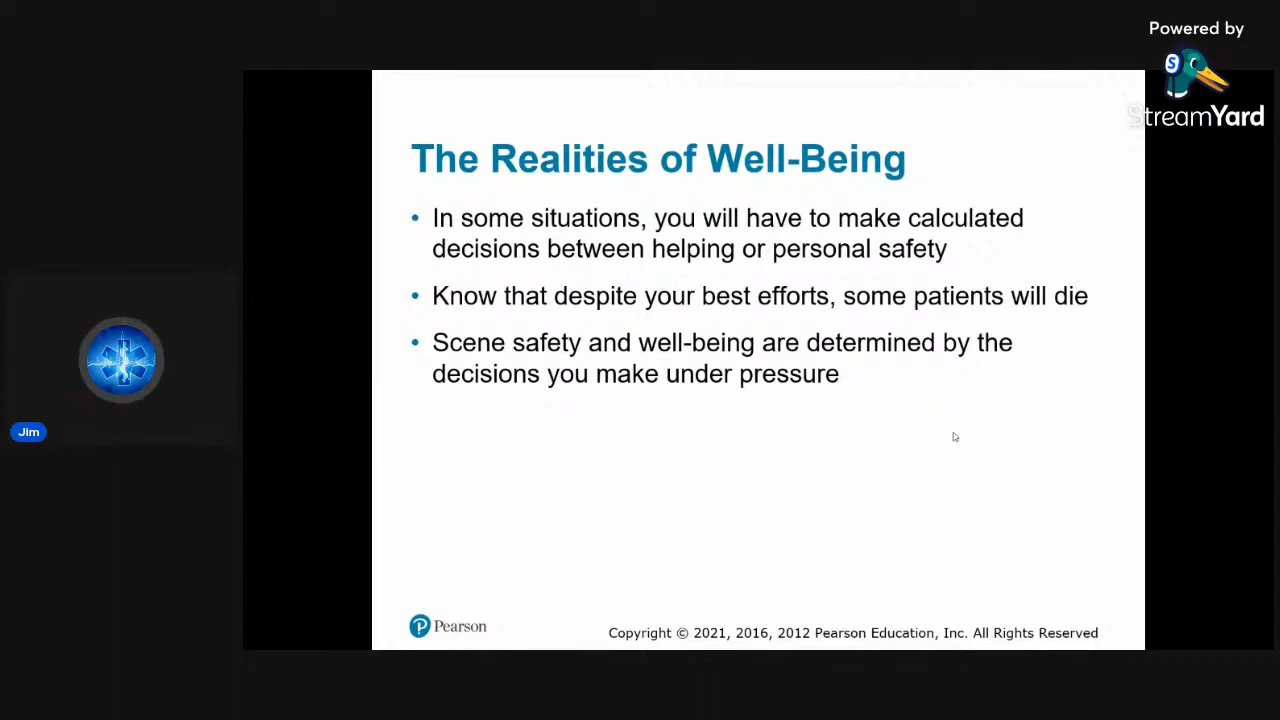 Powered by
StreamYard
The Realities of Well-Being
• In some situations, you will have to make calculated
decisions between helping or personal safety
• Know that despite your best efforts, some patients will die
• Scene safety and well-being are determined by the
decisions you make under pressure
Jim
Pearson
Copyright © 2021, 2016, 2012 Pearson Education, Inc. All Rights Reserved